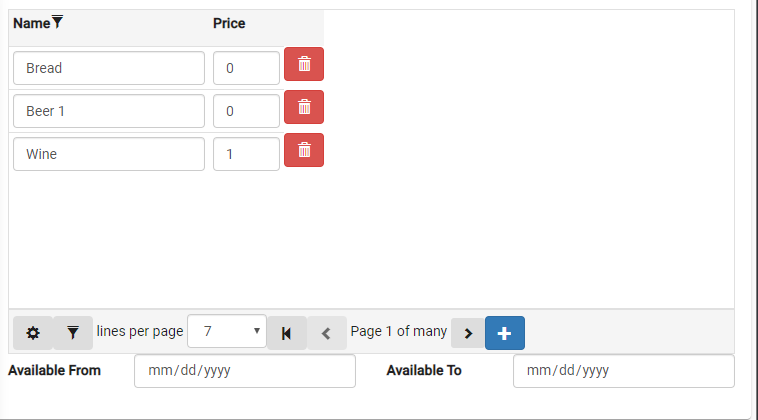 Name Price
Bread 0
Beer 1 0
Wine 1
lines per page 7 Page 1 of many
Available From mm/dd/yyyy Available To mm/dd/yyyy